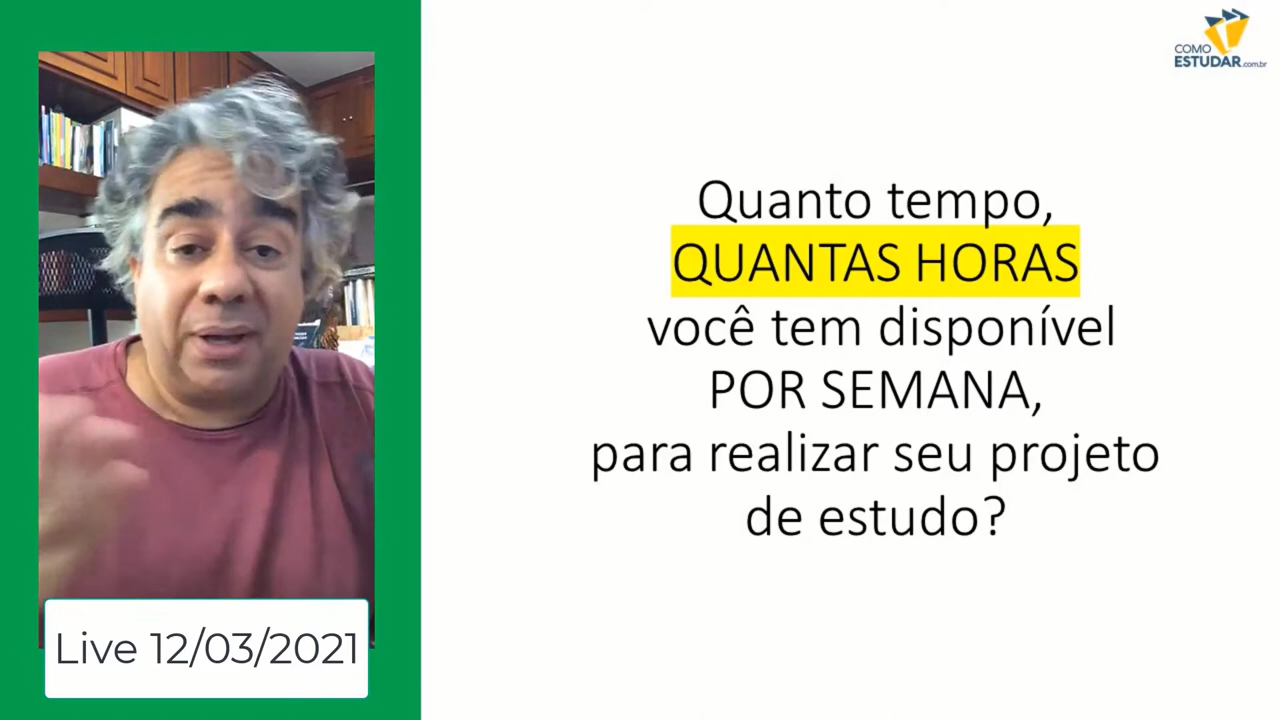 COMO
ESTUDAR.com.br
Quanto tempo,
QUANTAS HORAS
você tem disponível
POR SEMANA,
para realizar seu projeto
de estudo?
Live 12/03/2021